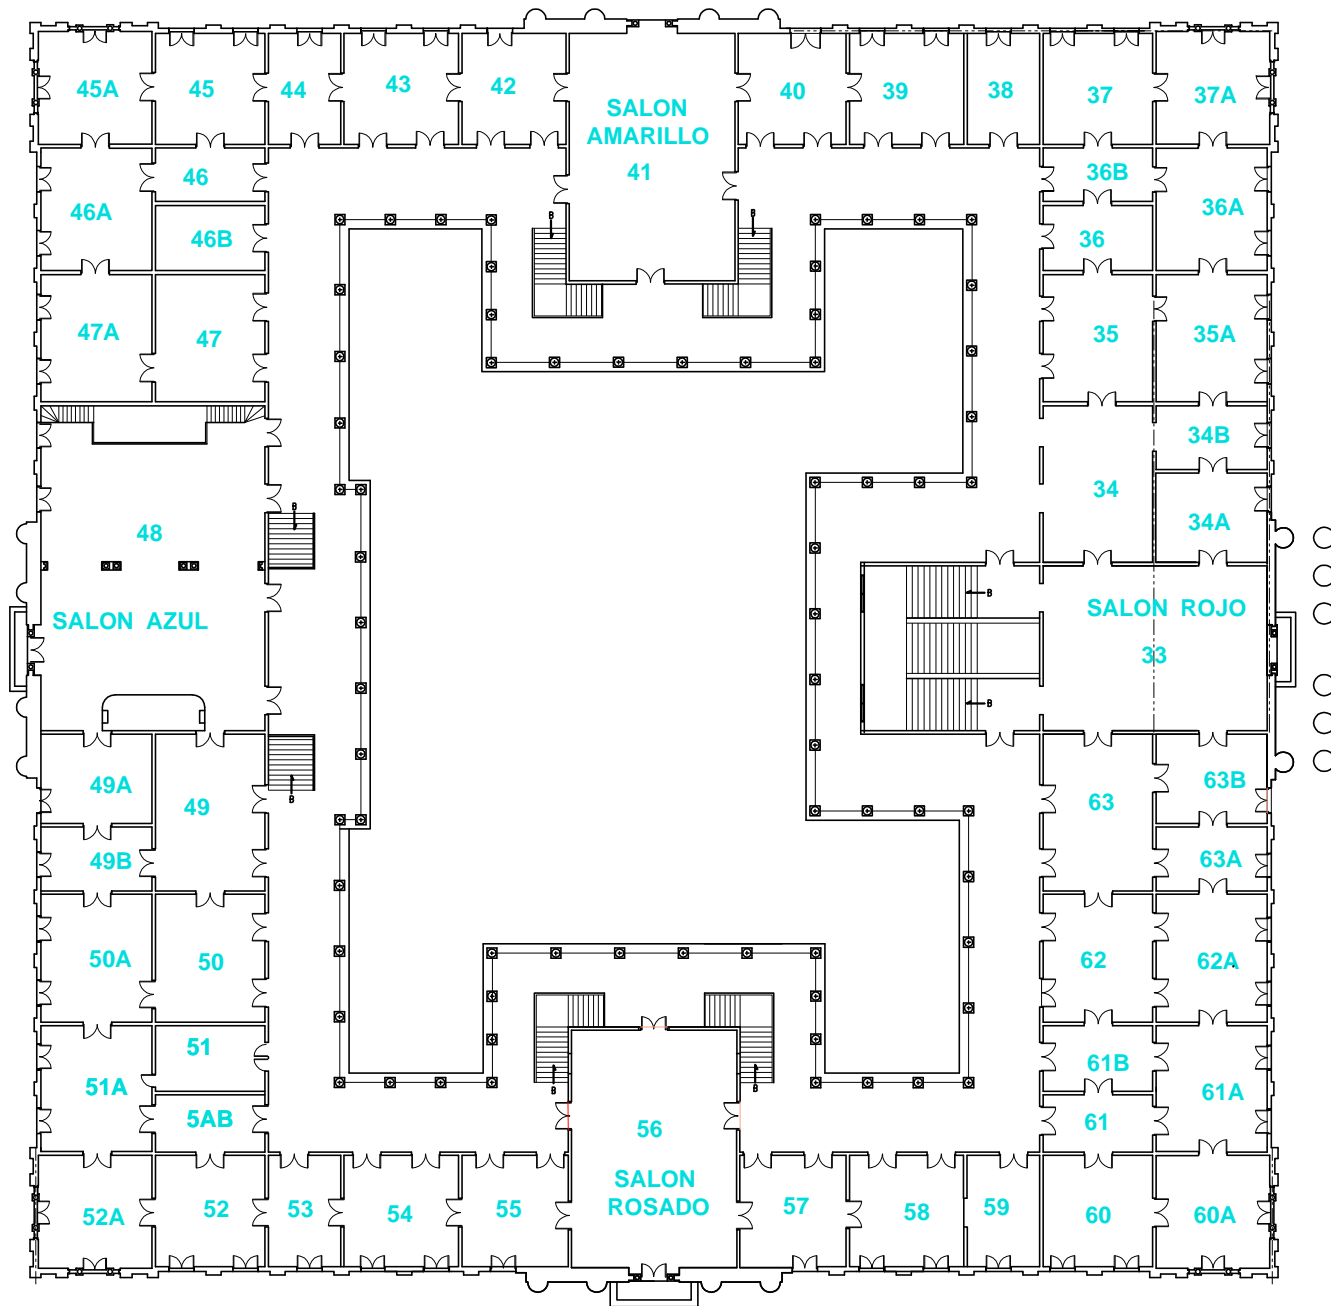 45A
45
44
43
42
SALON
AMARILLO
41
40
39
38
37
37A
46
46A
46B
36B
36A
36
B
B
47A
47
35
35A
34B
34
34A
48
B
SALON AZUL
B
SALON ROJO
33
B
49A
49
B
49B
63
63B
63A
50A
50
62
62A
51
51A
5AB
B
B
61B
61A
61
56
SALON
ROSADO
52A
52
53
54
55
57
58
59
60
60A